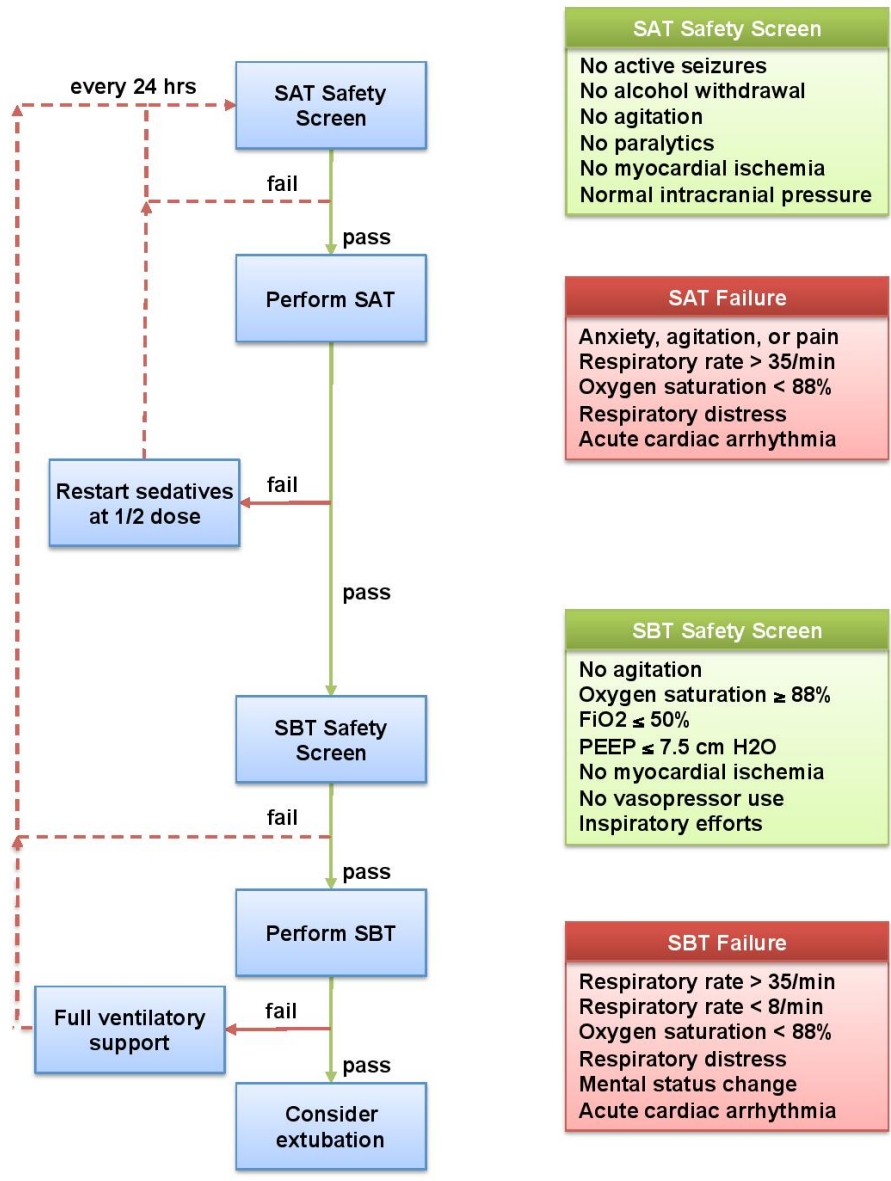 every 24 hrs
SAT Safety
Screen
fail
pass
Perform SAT
Restart sedatives
at 1/2 dose
fail
pass
SBT Safety
Screen
fail
pass
Perform SBT
Full ventilatory
support
fail
pass
Consider
extubation
SAT Safety Screen
No active seizures
No alcohol withdrawal
No agitation
No paralytics
No myocardial ischemia
Normal intracranial pressure
SAT Failure
Anxiety, agitation, or pain
Respiratory rate > 35/min
Oxygen saturation < 88%
Respiratory distress
Acute cardiac arrhythmia
SBT Safety Screen
No agitation
Oxygen saturation ≥ 88%
FiO2 ≤ 50%
PEEP ≤ 7.5 cm H2O
No myocardial ischemia
No vasopressor use
Inspiratory efforts
SBT Failure
Respiratory rate > 35/min
Respiratory rate < 8/min
Oxygen saturation < 88%
Respiratory distress
Mental status change
Acute cardiac arrhythmia